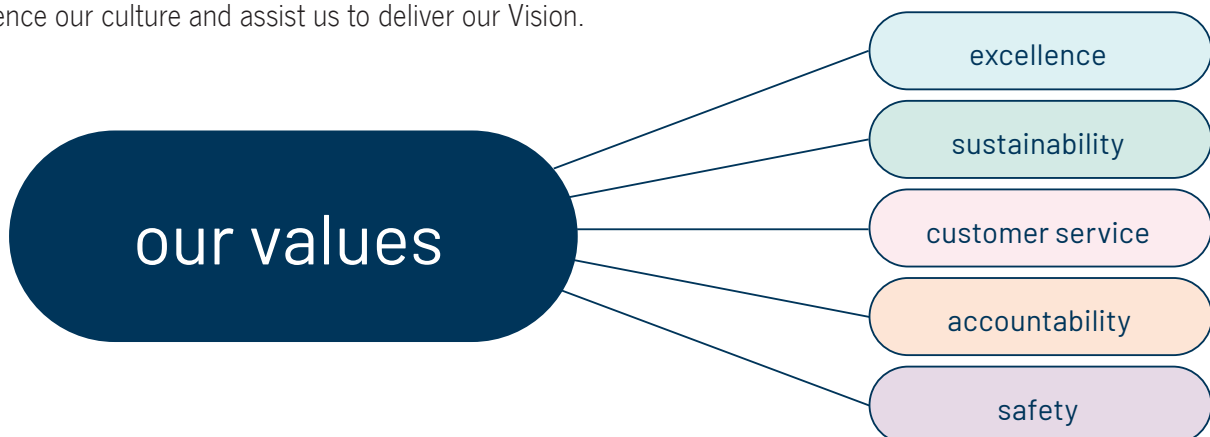 ence our culture and assist us to deliver our Vision.
excellence
sustainability
our values
customer service
accountability
safety